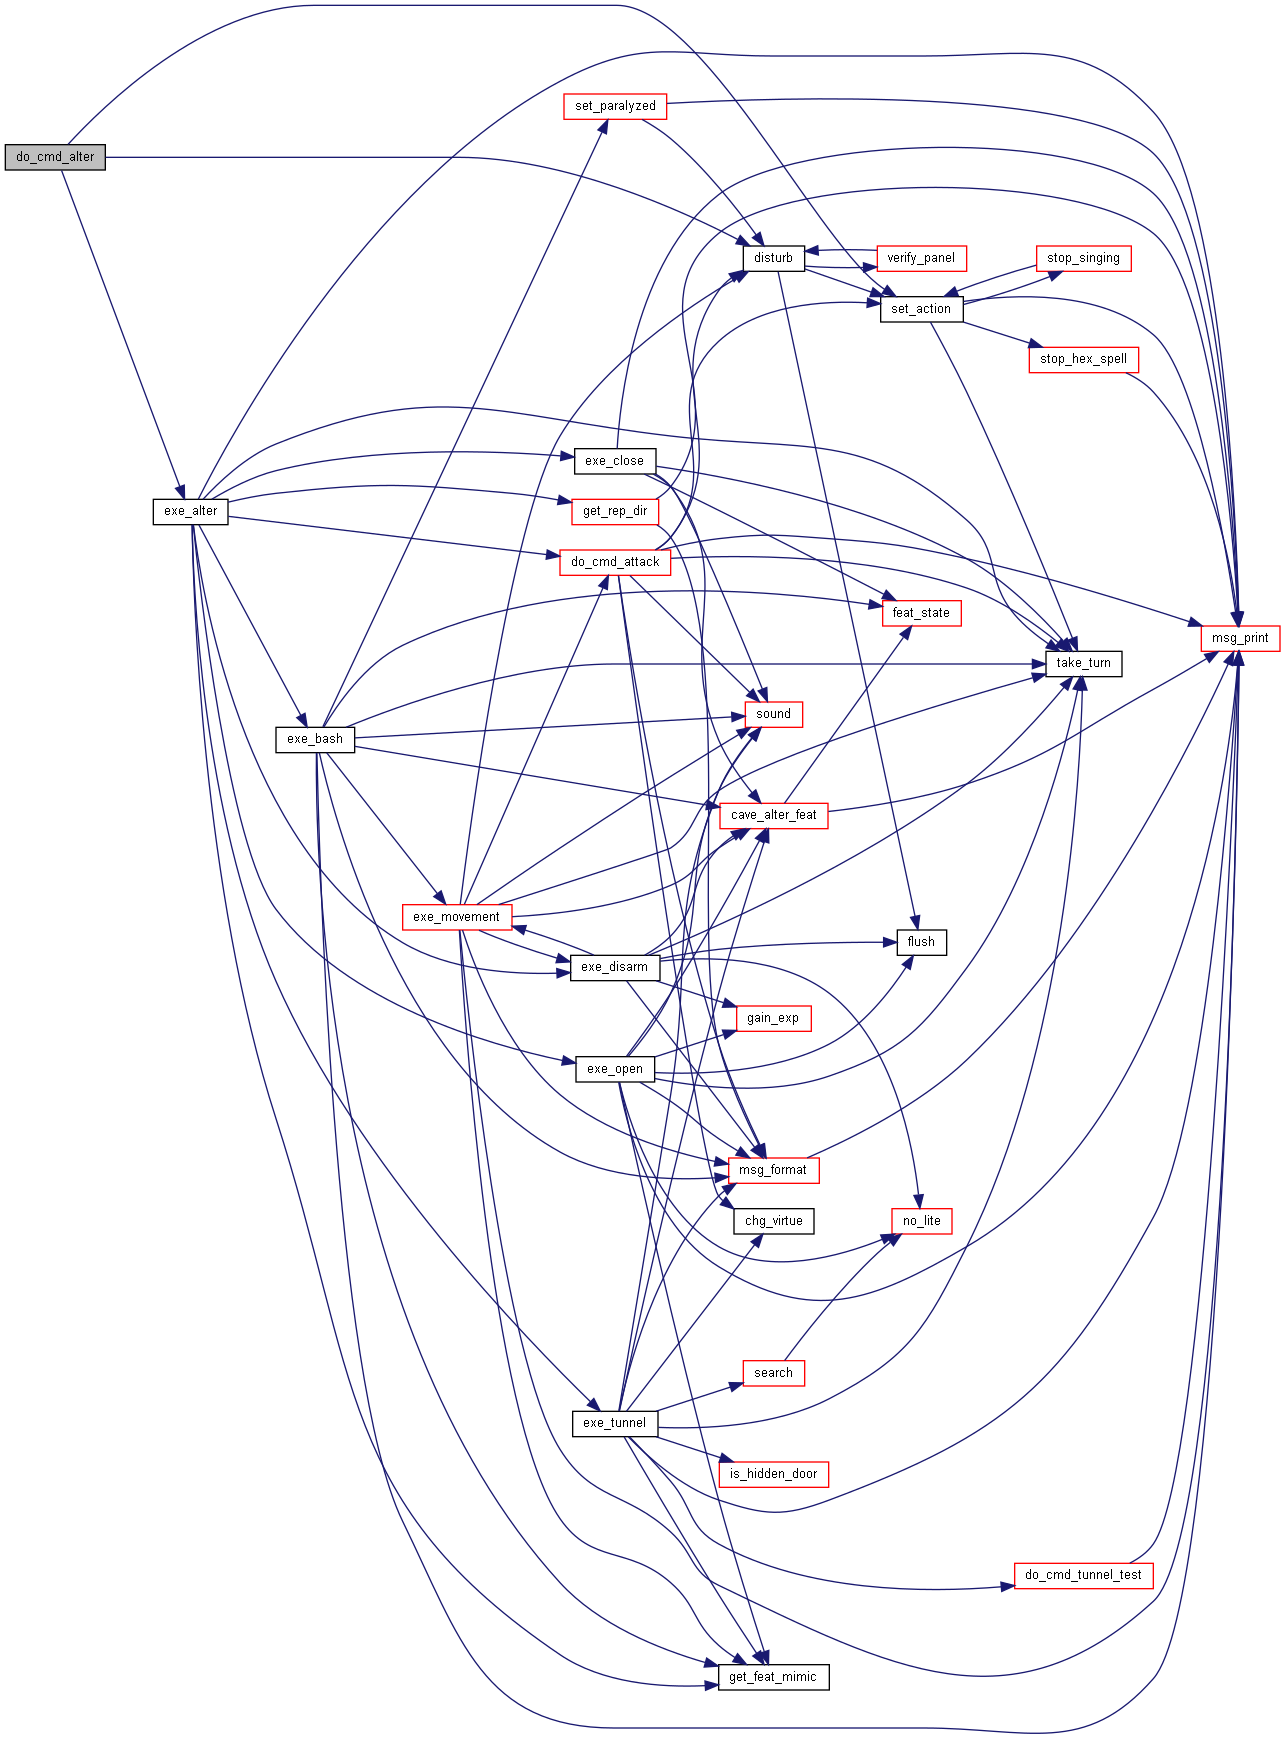 set_paralyzed
do_cmd_alter
disturb
verify_panel
stop_singing
set_action
stop_hex_spell
exe_close
exe_alter
get_rep_dir
do_cmd_attack
feat_state
msg_print
take_turn
sound
exe_bash
cave_alter_feat
exe_movement
flush
exe_disarm
gain_exp
exe_open
msg_format
chg_virtue
no_lite
search
exe_tunnel
is_hidden_door
do_cmd_tunnel_test
get_feat_mimic